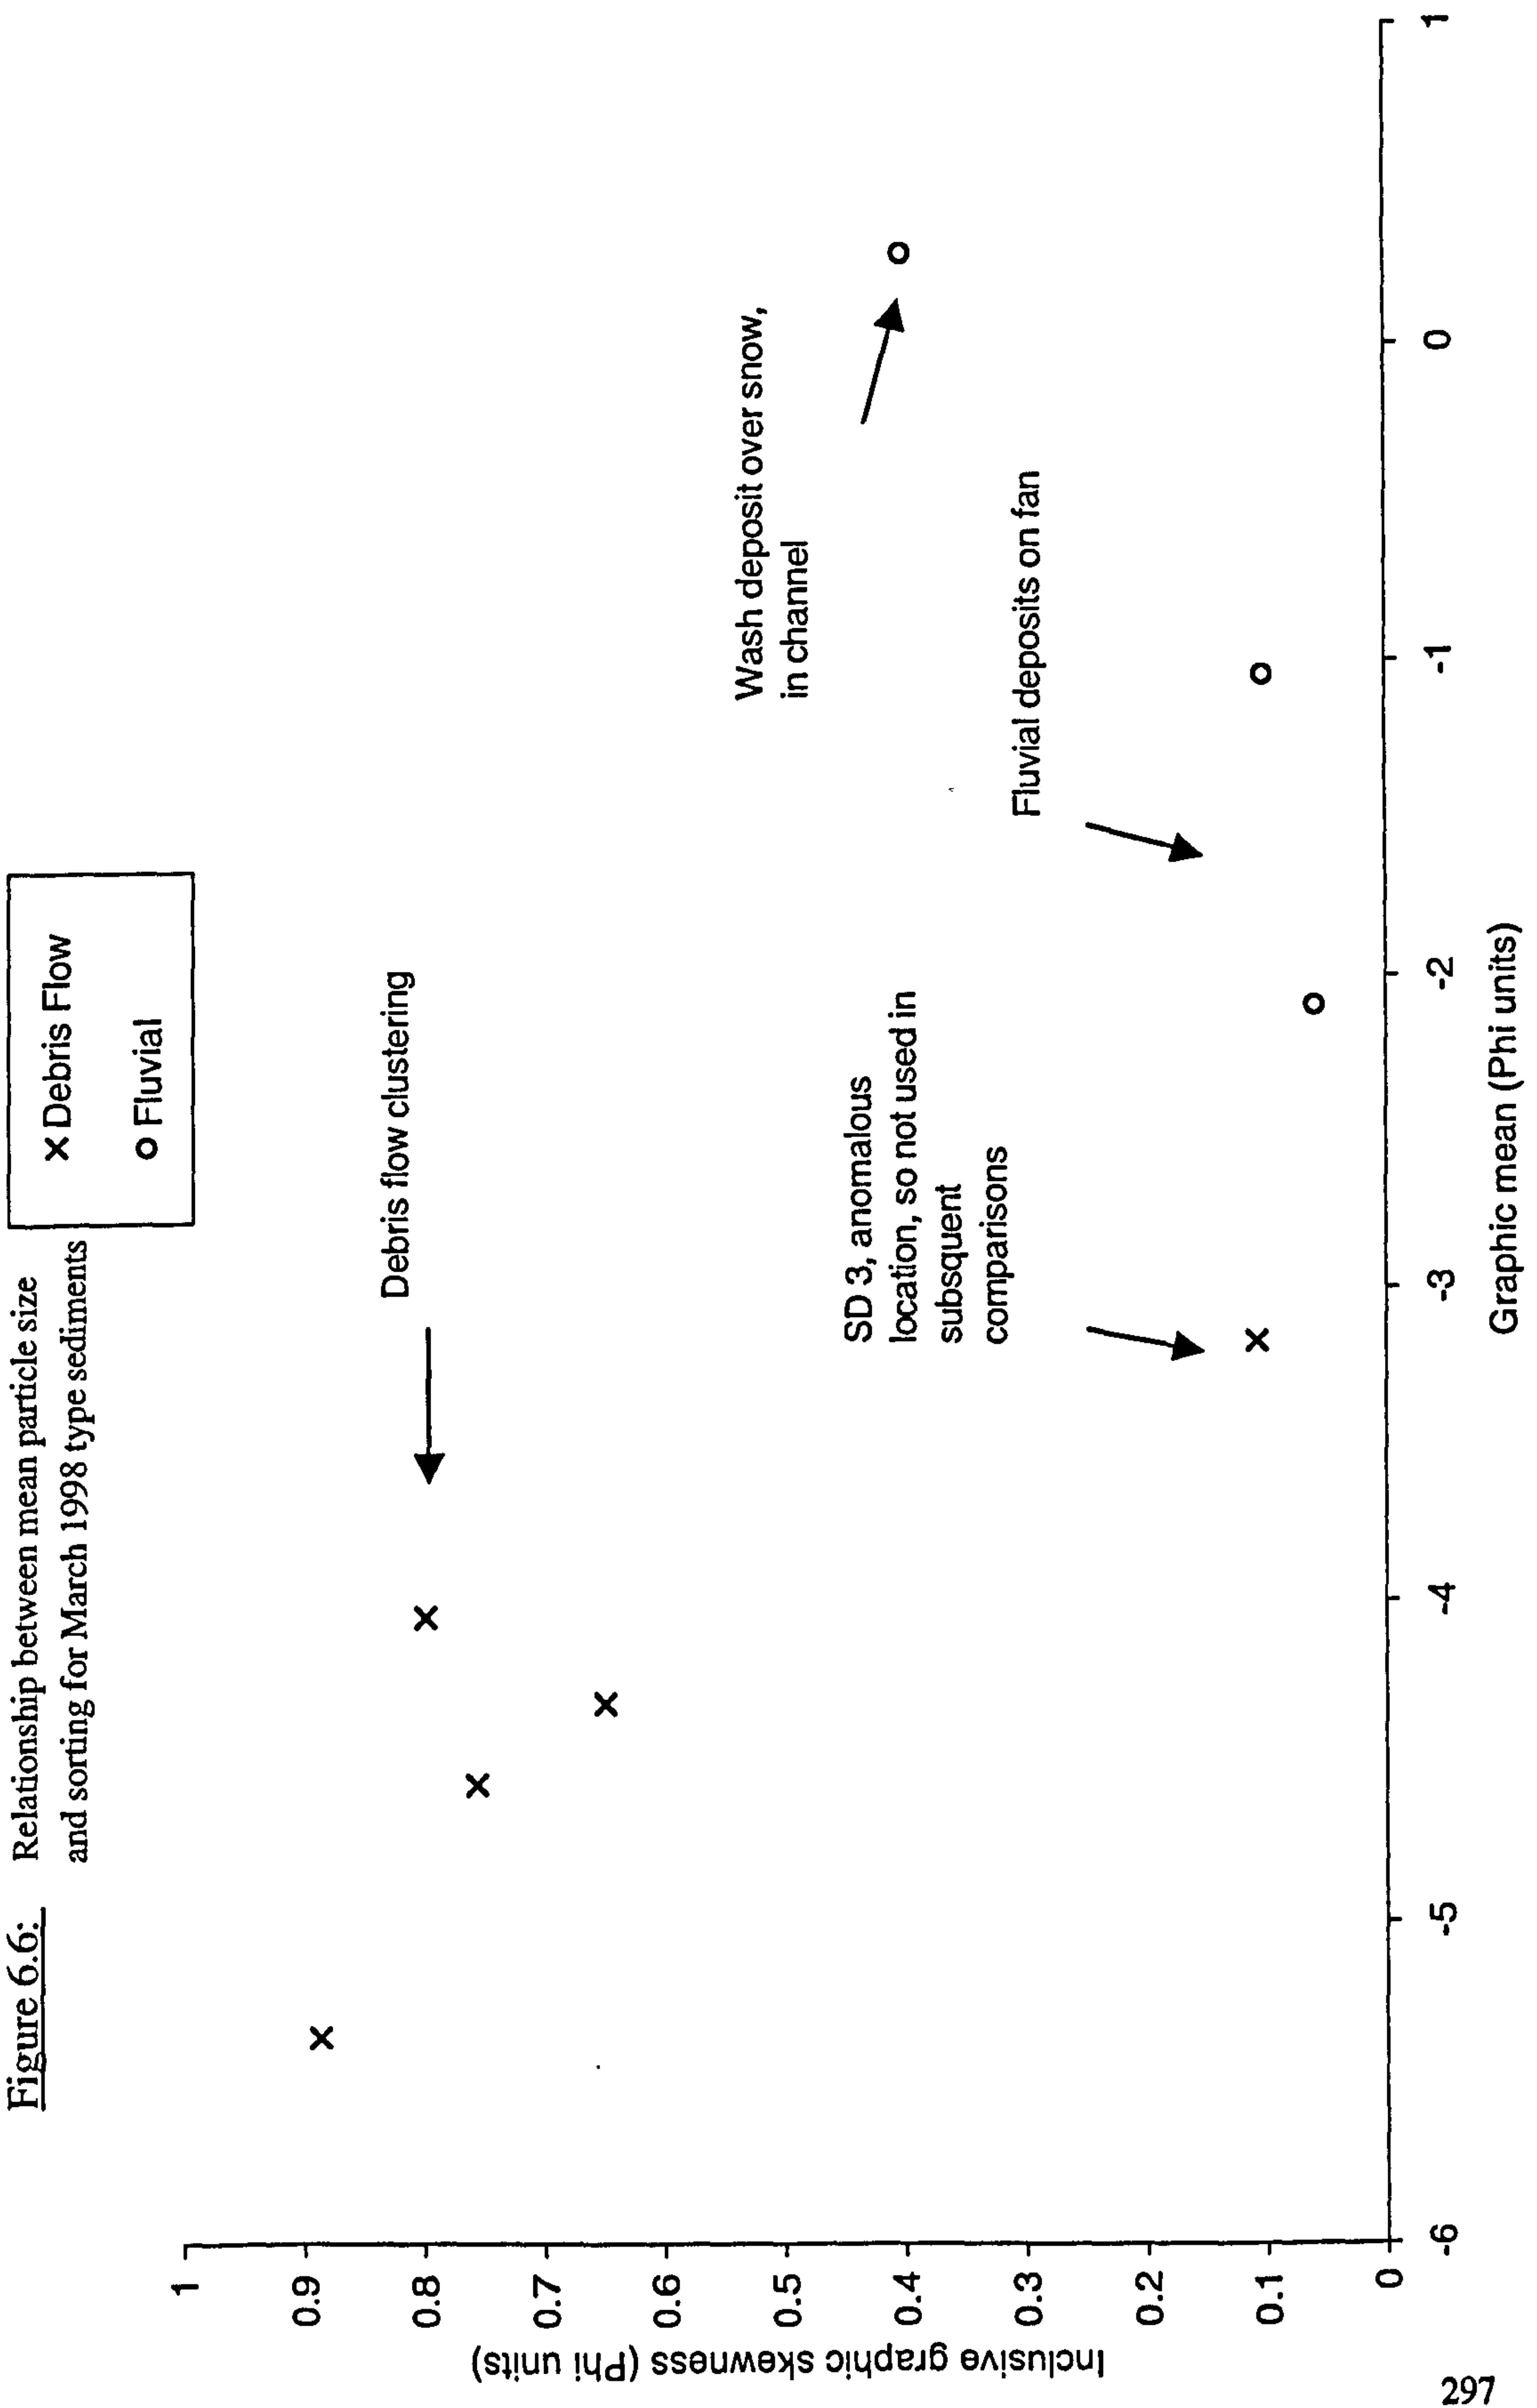 Figure 6.6: Relationship between mean particle size
and sorting for March 1998 type sediments
x Debris Flow
o Fluvial
Debris flow clustering
Wash deposit over snow,
in channel
SD 3, anomalous
location, so not used in
subsquent
comparisons
Fluvial deposits on fan
Inclusive graphic skewness (Phi units)
1
0.9
0.8
0.7
0.6
0.5
0.4
0.3
0.2
0.1
0
-6
-5
-4
-3
-2
-1
0
1
Graphic mean (Phi units)
297